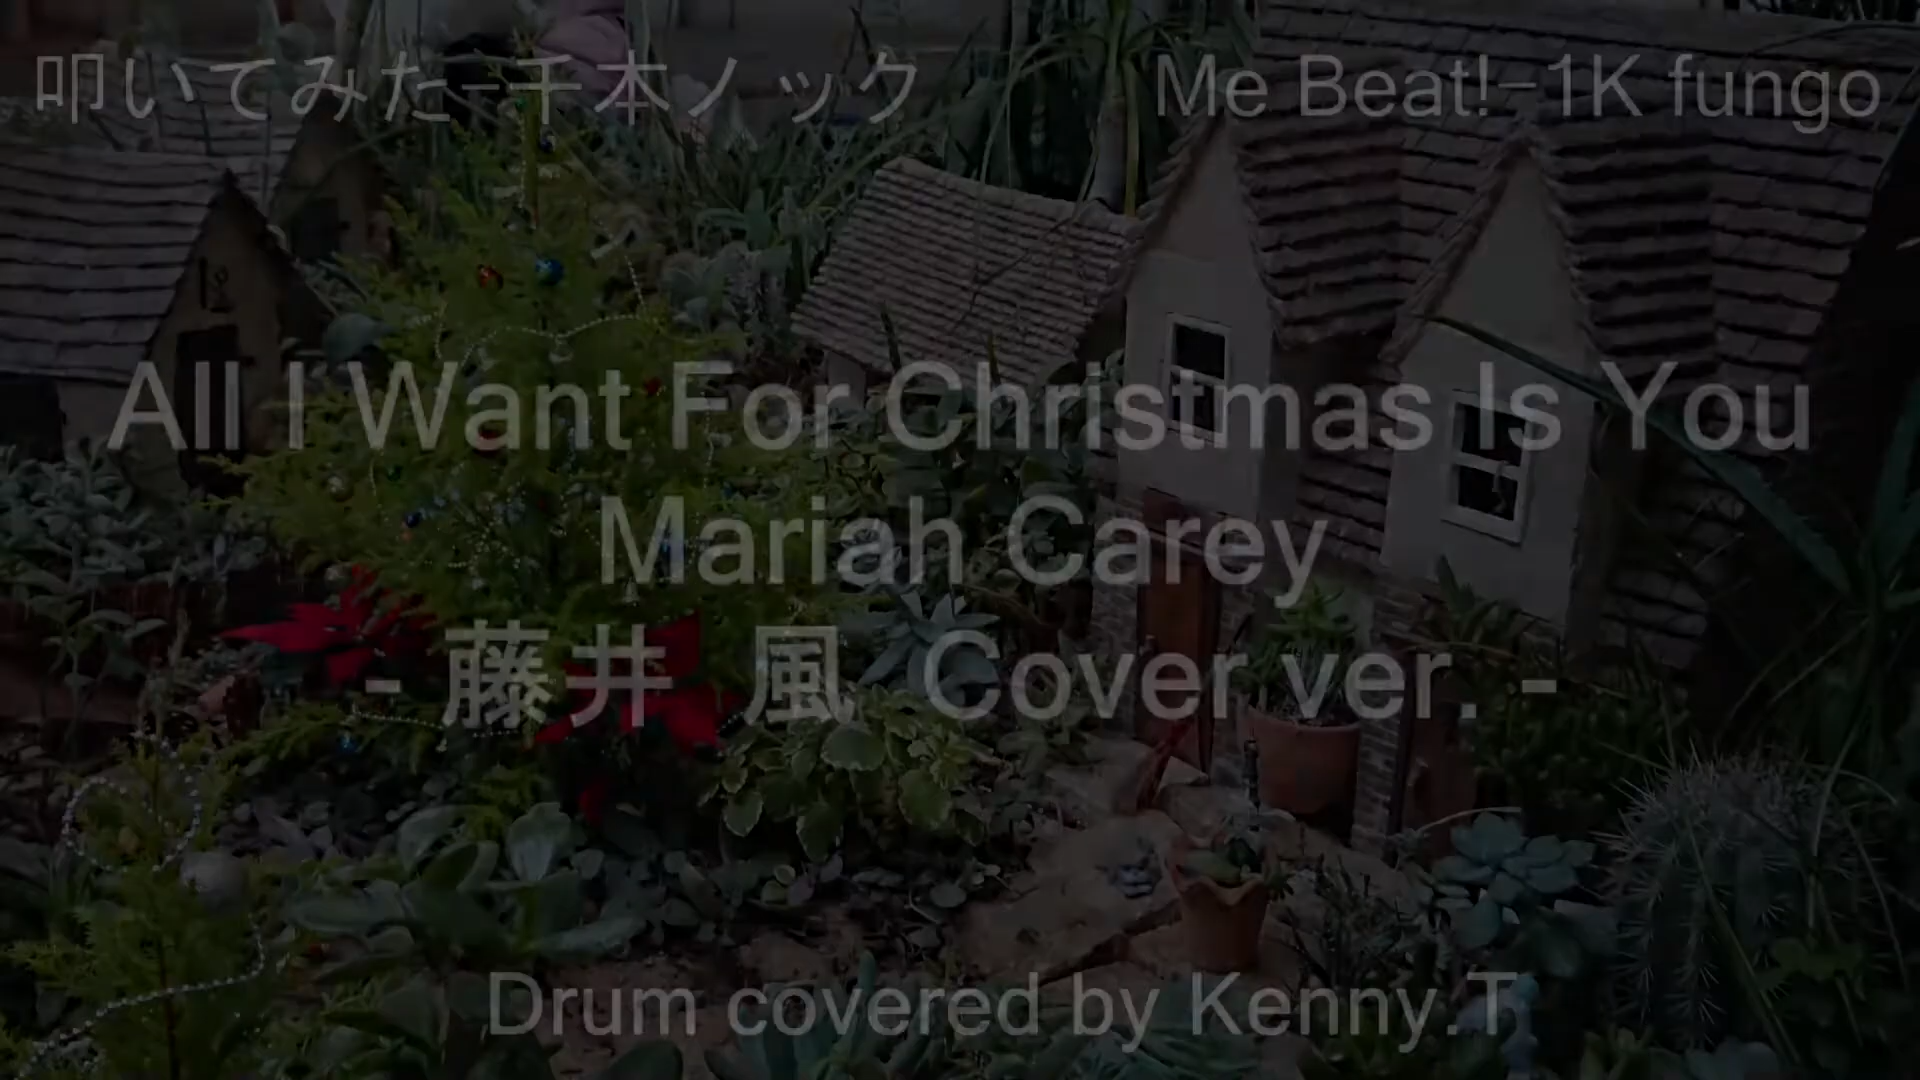 叩いてみた-千本ノック
Me Beat!-1K fungo
All I Want For Christmas Is You
Mariah Carey
- 藤井 風 Cover ver. -
Drum covered by Kenny.T